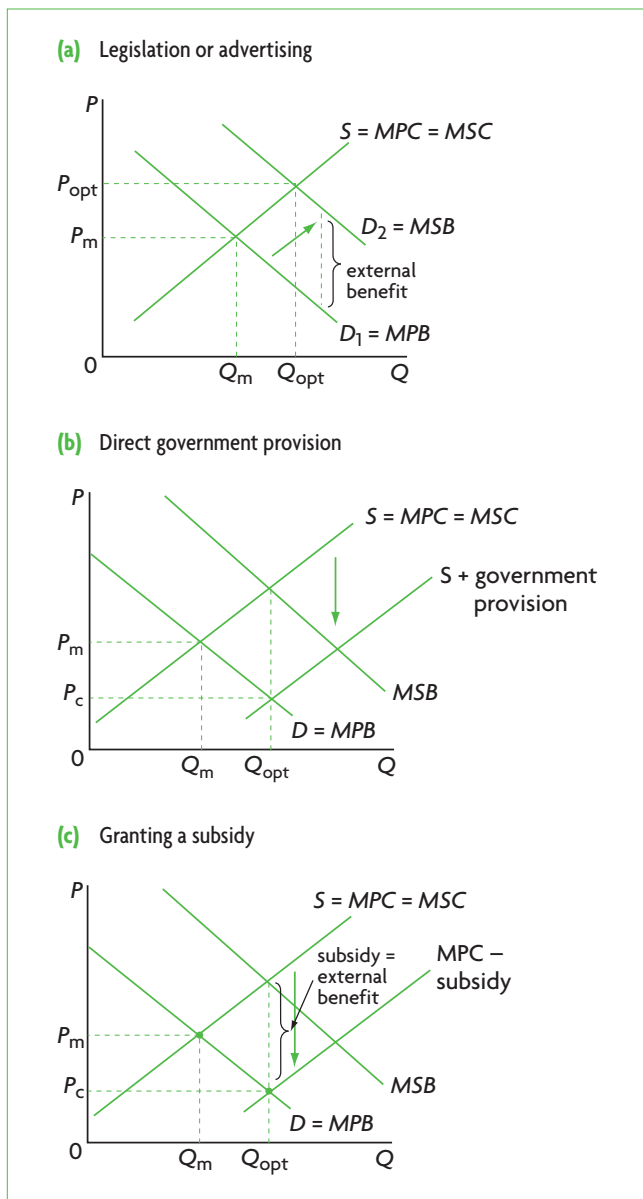 (a) Legislation or advertising
P
S = MPC = MSC
Popt
Pm
D2 = MSB
external
benefit
D1 = MPB
0
Qm
Qopt
Q
(b) Direct government provision
P
S = MPC = MSC
S + government
provision
Pm
Pc
MSB
D = MPB
0
Qm
Qopt
Q
(c) Granting a subsidy
P
S = MPC = MSC
subsidy =
external
benefit
MPC –
subsidy
Pm
Pc
MSB
D = MPB
0
Qm
Qopt
Q